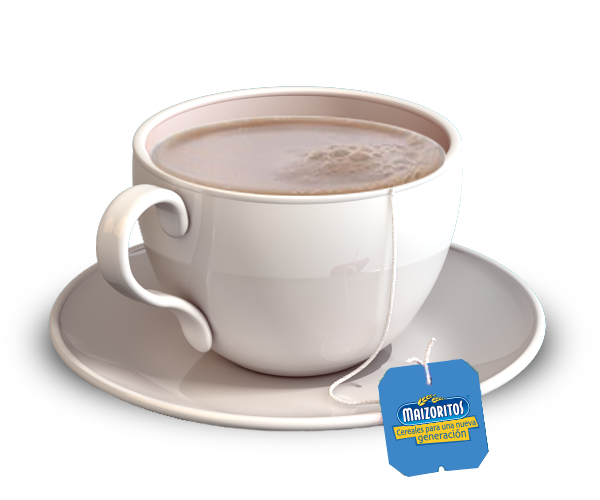 MAIZORITOS
Cereales para una nueva
generación